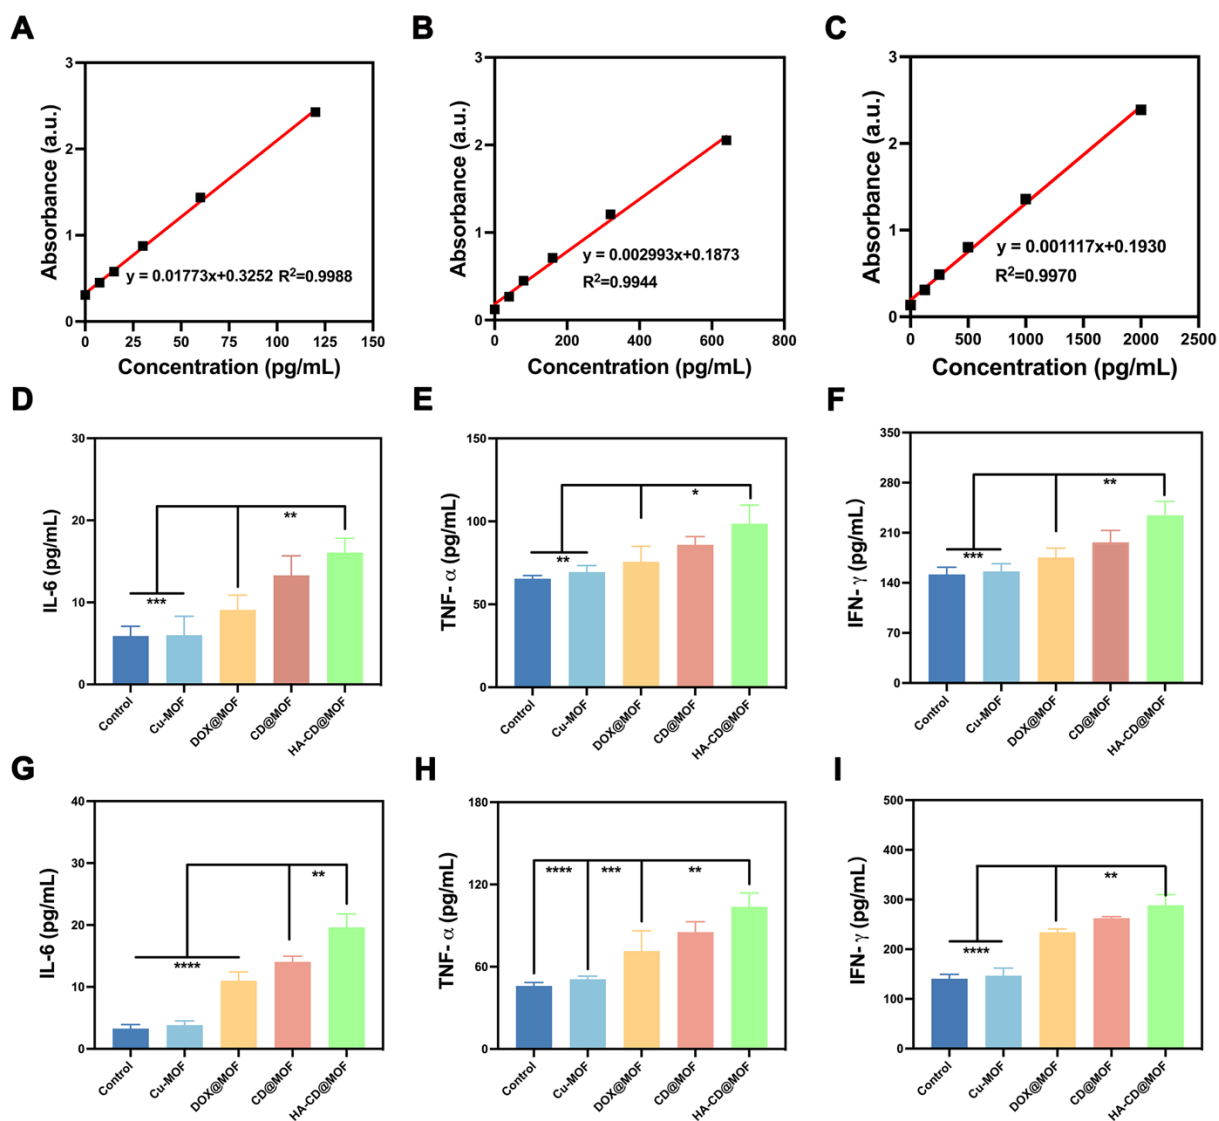 A
B
C
3
2
1
0
Absorbance (a.u.)
y = 0.01773x+0.3252 R²=0.9988
0 25 50 75 100 125 150
Concentration (pg/mL)
3
2
1
0
Absorbance (a.u.)
y = 0.002993x+0.1873
R²=0.9944
0 200 400 600 800
Concentration (pg/mL)
3
2
1
0
Absorbance (a.u.)
y = 0.001117x+0.1930
R²=0.9970
0 500 1000 1500 2000 2500
Concentration (pg/mL)
D
E
F
30
20
10
0
IL-6 (pg/mL)
**
***
Control
Cu-MOF
DOX@MOF
CD@MOF
HA-CD@MOF
150
100
50
0
TNF- α (pg/mL)
*
**
Control
Cu-MOF
DOX@MOF
CD@MOF
HA-CD@MOF
350
280
210
140
70
0
IFN- γ (pg/mL)
**
***
Control
Cu-MOF
DOX@MOF
CD@MOF
HA-CD@MOF
G
H
I
40
30
20
10
0
IL-6 (pg/mL)
**
****
Control
Cu-MOF
DOX@MOF
CD@MOF
HA-CD@MOF
180
120
60
0
TNF- α (pg/mL)
**** *** **
Control
Cu-MOF
DOX@MOF
CD@MOF
HA-CD@MOF
500
400
300
200
100
0
IFN- γ (pg/mL)
**
****
Control
Cu-MOF
DOX@MOF
CD@MOF
HA-CD@MOF